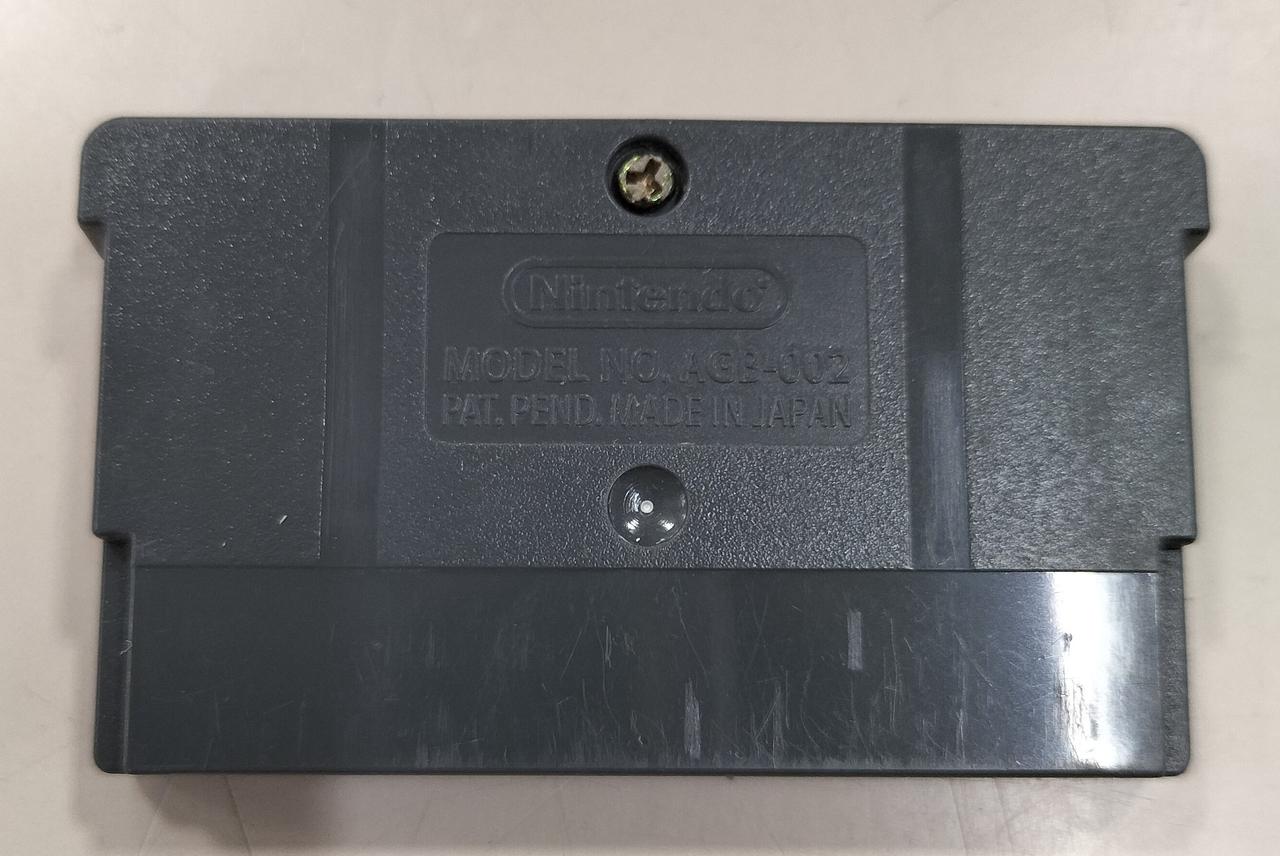 Nintendo
MODEL NO. AGB-002
PAT. PEND. MADE IN JAPAN